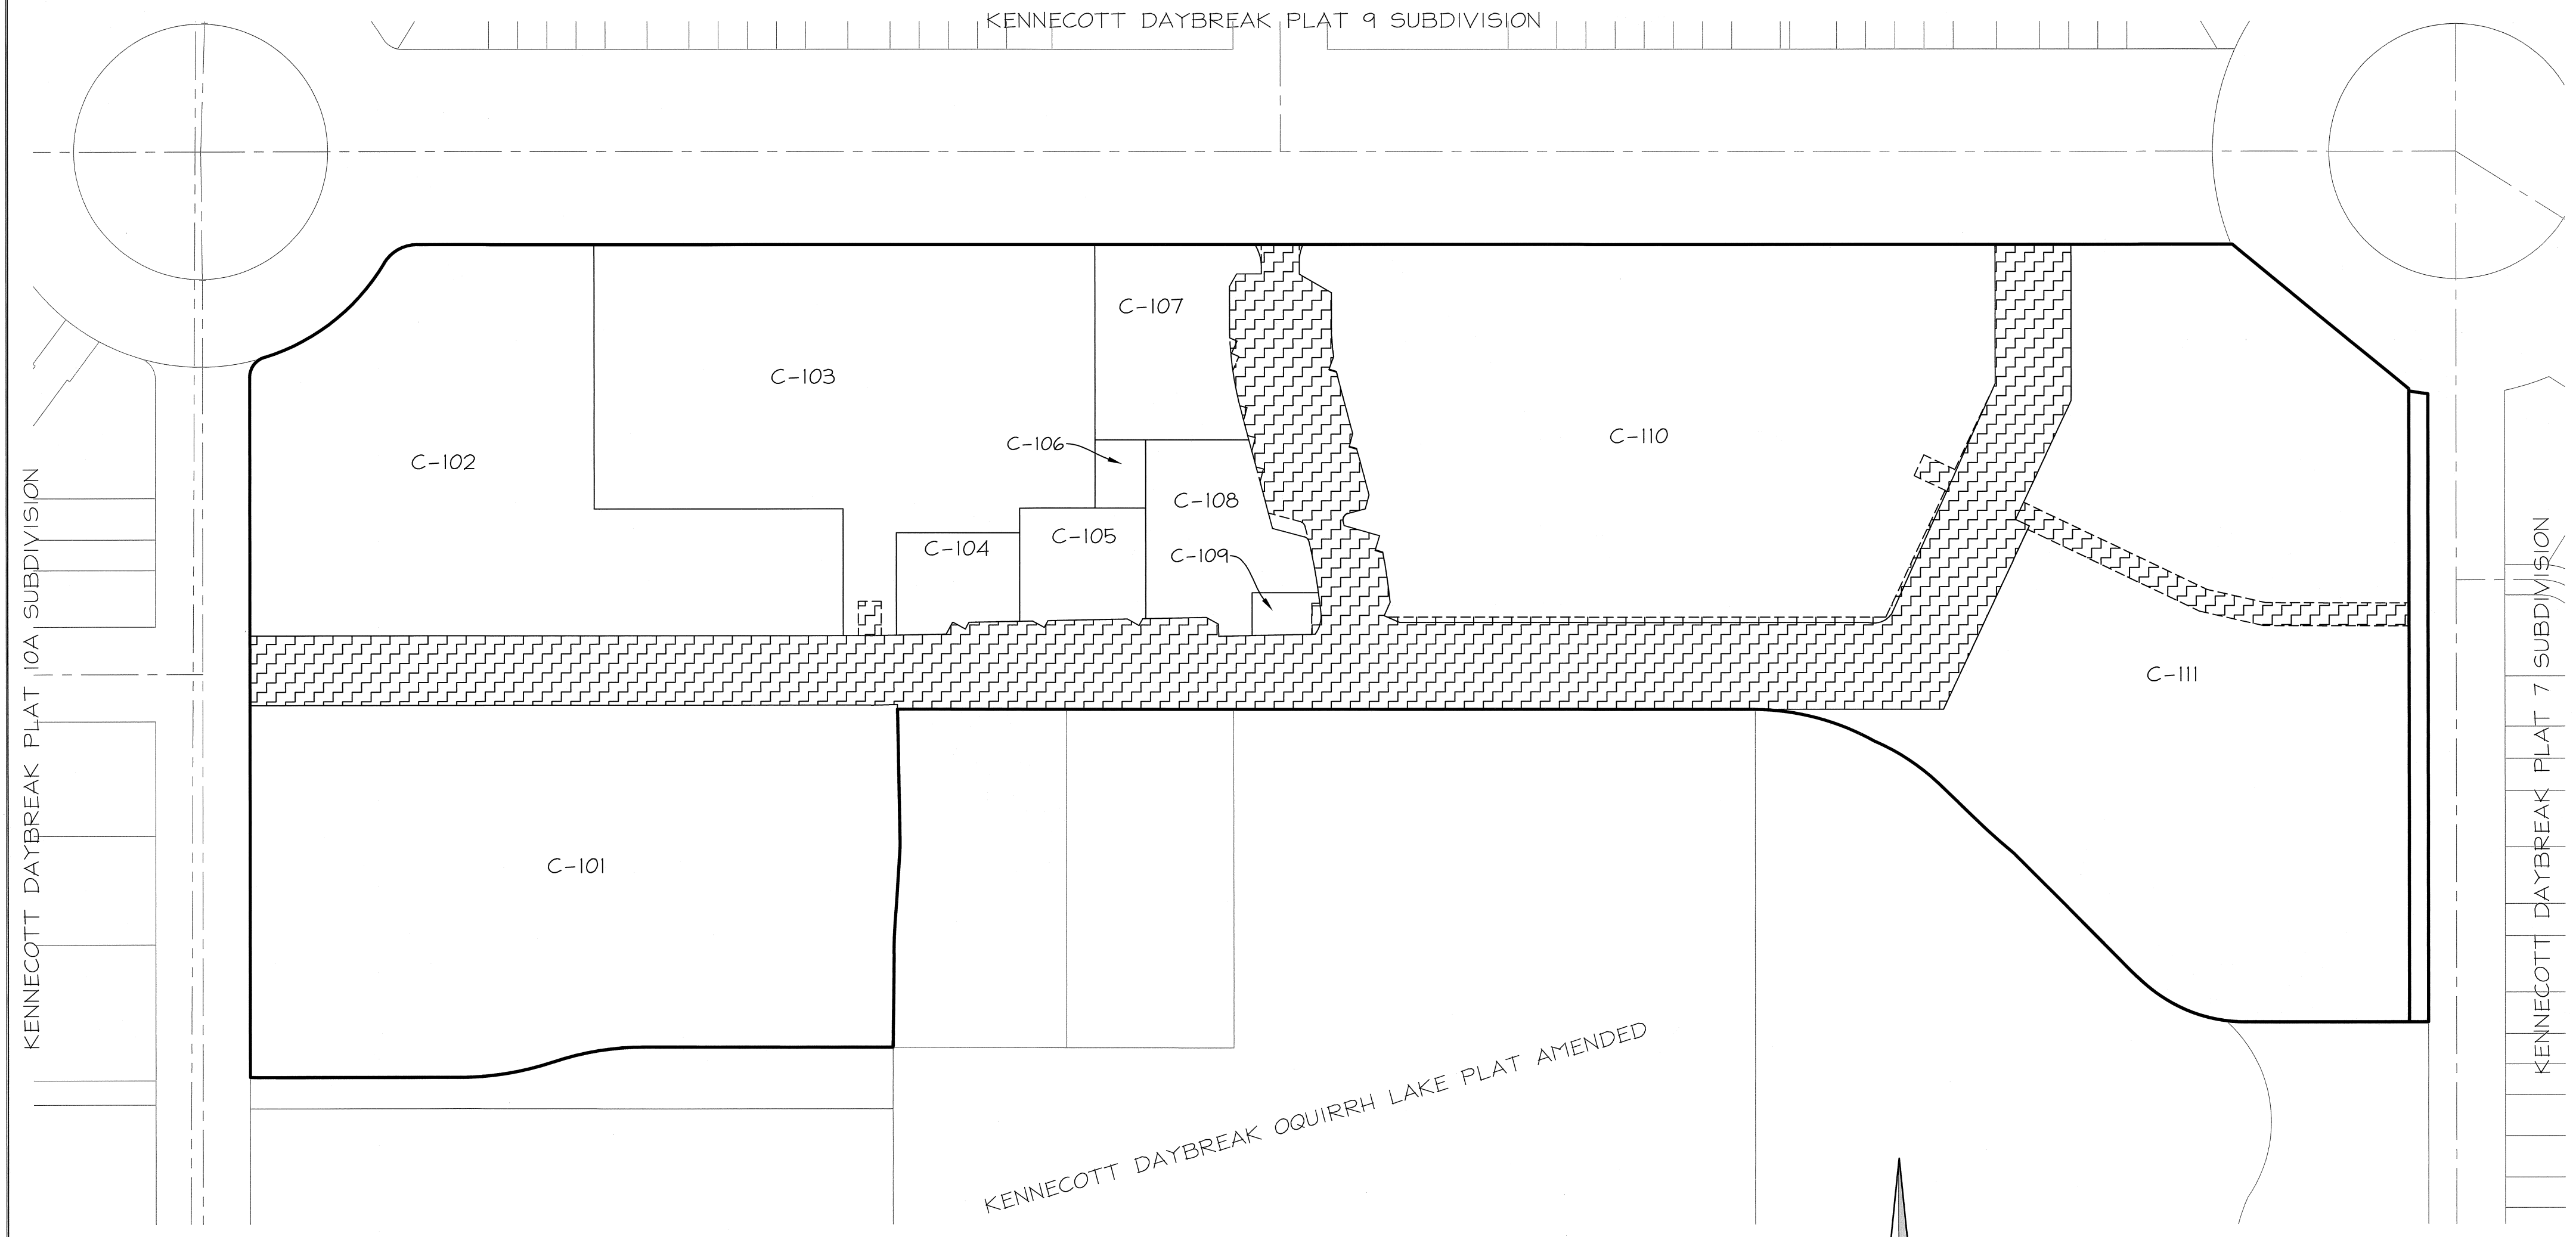 KENNECOTT DAYBREAK PLAT 9 SUBDIVISION
C-107
C-103
C-110
C-106
C-102
C-108
C-105
C-104
C-109
C-111
C-101
KENNECOTT DAYBREAK PLAT 10A SUBDIVISION
KENNECOTT DAYBREAK PLAT 7 SUBDIVISION
KENNECOTT DAYBREAK OQUIRRH LAKE PLAT AMENDED